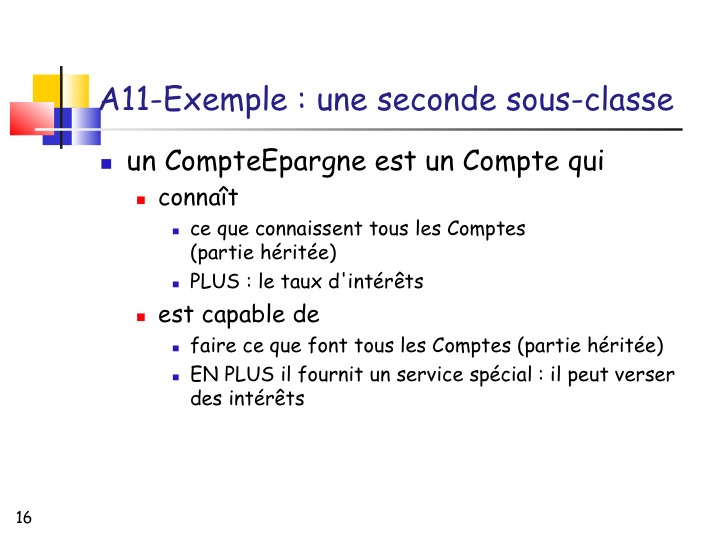 A11-Exemple : une seconde sous-classe
un CompteEpargne est un Compte qui
connaît
ce que connaissent tous les Comptes
(partie héritée)
PLUS : le taux d'intérêts
est capable de
faire ce que font tous les Comptes (partie héritée)
EN PLUS il fournit un service spécial : il peut verser
des intérêts
16